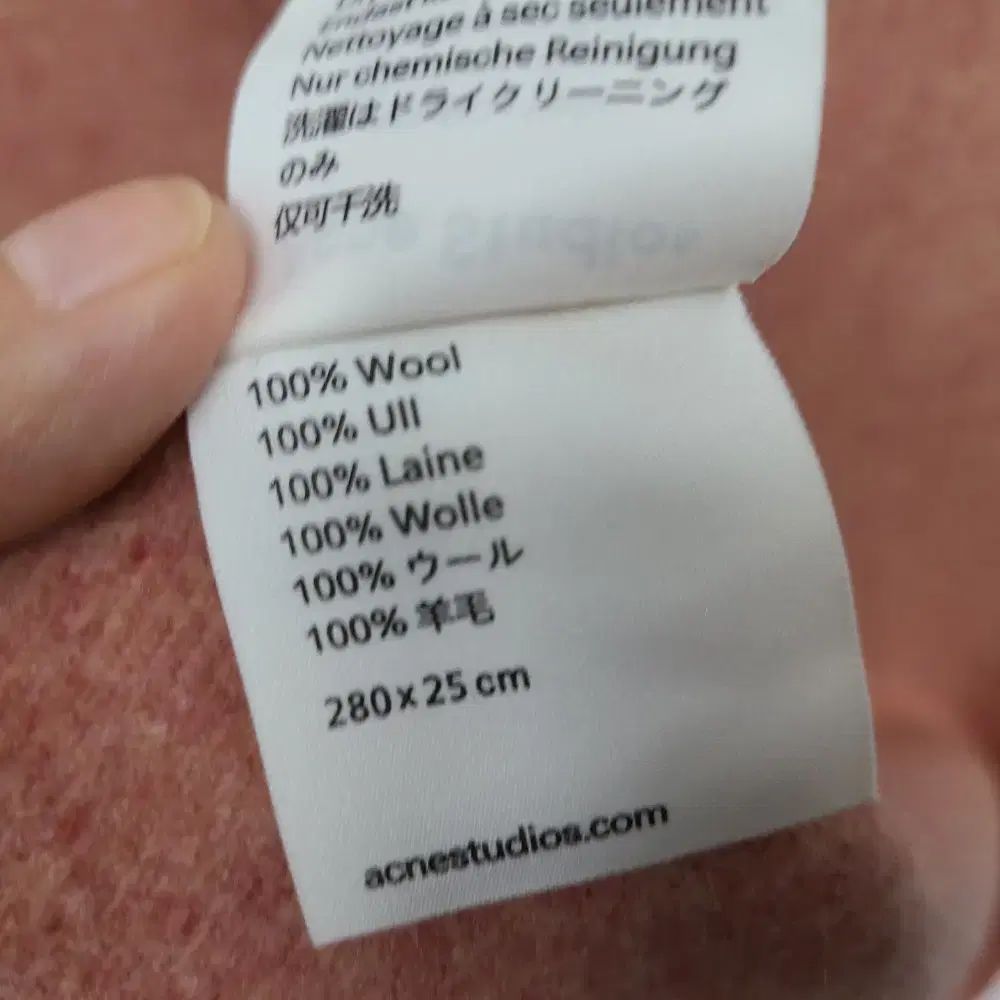 Nettoyage à sec seulement
Nur chemische Reinigung
洗濯はドライクリーニング
のみ
仅可干洗
100% Wool
100% Ull
100% Laine
100% Wolle
100% ウール
100% 羊毛
280 x 25 cm
acnestudios.com